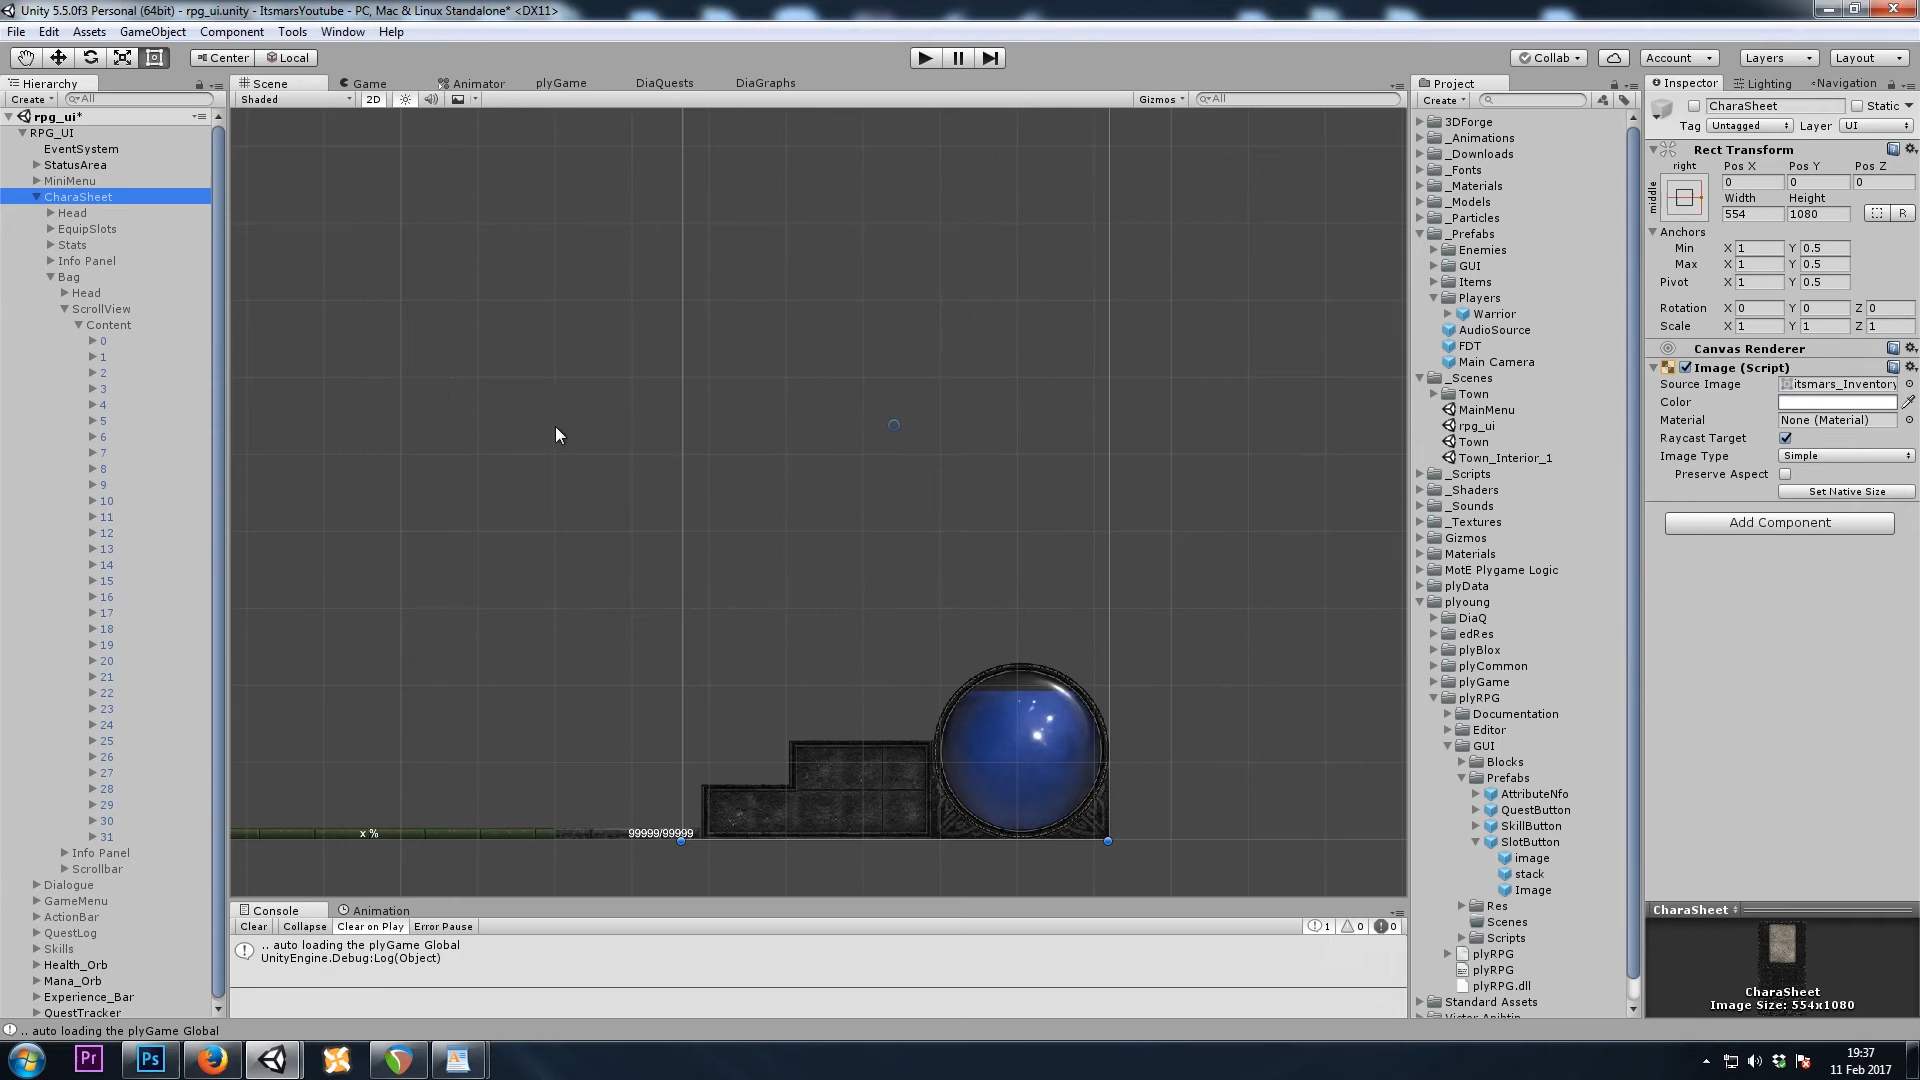 Unity 5.5.0f3 Personal (64bit) - rpg_ui.unity - ItsmarsYoutube - PC, Mac & Linux Standalone* <DX11>
File Edit Assets GameObject Component Tools Window Help
Center Local
Collab Account Layers Layout
Hierarchy
Create All
rpg_ui*
RPG_UI
EventSystem
StatusArea
MiniMenu
CharaSheet
Head
EquipSlots
Stats
Info Panel
Bag
Head
ScrollView
Content
0
1
2
3
4
5
6
7
8
9
10
11
12
13
14
15
16
17
18
19
20
21
22
23
24
25
26
27
28
29
30
31
Info Panel
Scrollbar
Dialogue
GameMenu
ActionBar
QuestLog
Skills
Health_Orb
Mana_Orb
Experience_Bar
QuestTracker
Scene Game Animator plyGame DiaQuests DiaGraphs
Shaded 2D Gizmos All
x %
99999/99999
Console Animation
Clear Collapse Clear on Play Error Pause 1 0 0
.. auto loading the plyGame Global
UnityEngine.Debug:Log(Object)
Project
Create
3DForge
_Animations
_Downloads
_Fonts
_Materials
_Models
_Particles
_Prefabs
Enemies
GUI
Items
Players
Warrior
AudioSource
FDT
Main Camera
_Scenes
Town
MainMenu
rpg_ui
Town
Town_Interior_1
_Scripts
_Shaders
_Sounds
_Textures
Gizmos
Materials
MotE Plygame Logic
plyData
plyoung
DiaQ
edRes
plyBlox
plyCommon
plyGame
plyRPG
Documentation
Editor
GUI
Blocks
Prefabs
AttributeNfo
QuestButton
SkillButton
SlotButton
image
stack
Image
Res
Scenes
Scripts
plyRPG
plyRPG
plyRPG.dll
Standard Assets
Inspector Lighting Navigation
CharaSheet Static
Tag Untagged Layer UI
Rect Transform
right Pos X Pos Y Pos Z
middle
0 0 0
Width Height
554 1080 R
Anchors
Min X 1 Y 0.5
Max X 1 Y 0.5
Pivot X 1 Y 0.5
Rotation X 0 Y 0 Z 0
Scale X 1 Y 1 Z 1
Canvas Renderer
Image (Script)
Source Image itsmars_Inventory
Color
Material None (Material)
Raycast Target
Image Type Simple
Preserve Aspect
Set Native Size
Add Component
CharaSheet
CharaSheet
Image Size: 554x1080
.. auto loading the plyGame Global
Pr Ps
19:37
11 Feb 2017